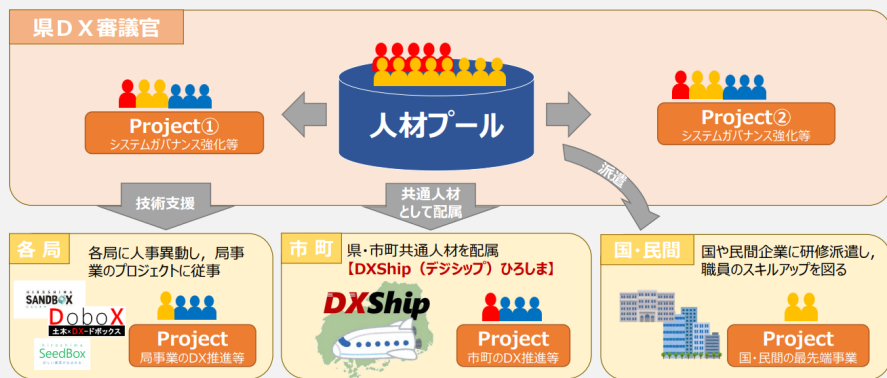 県DX審議官
人材プール
Project①
システムガバナンス強化等
Project②
システムガバナンス強化等
技術支援
共通人材
として配属
派遣
各 局
各局に人事異動し，局事
業のプロジェクトに従事
HIROSHIMA
SANDBOX
DoboX
土木×DX=ドボックス
HIROSHIMA
SeedBox
Project
局事業のDX推進等
市 町
県・市町共通人材を配属
【DXShip（デジシップ）ひろしま】
DXShip
Project
市町のDX推進等
国・民間
国や民間企業に研修派遣し，
職員のスキルアップを図る
Project
国・民間の最先端事業